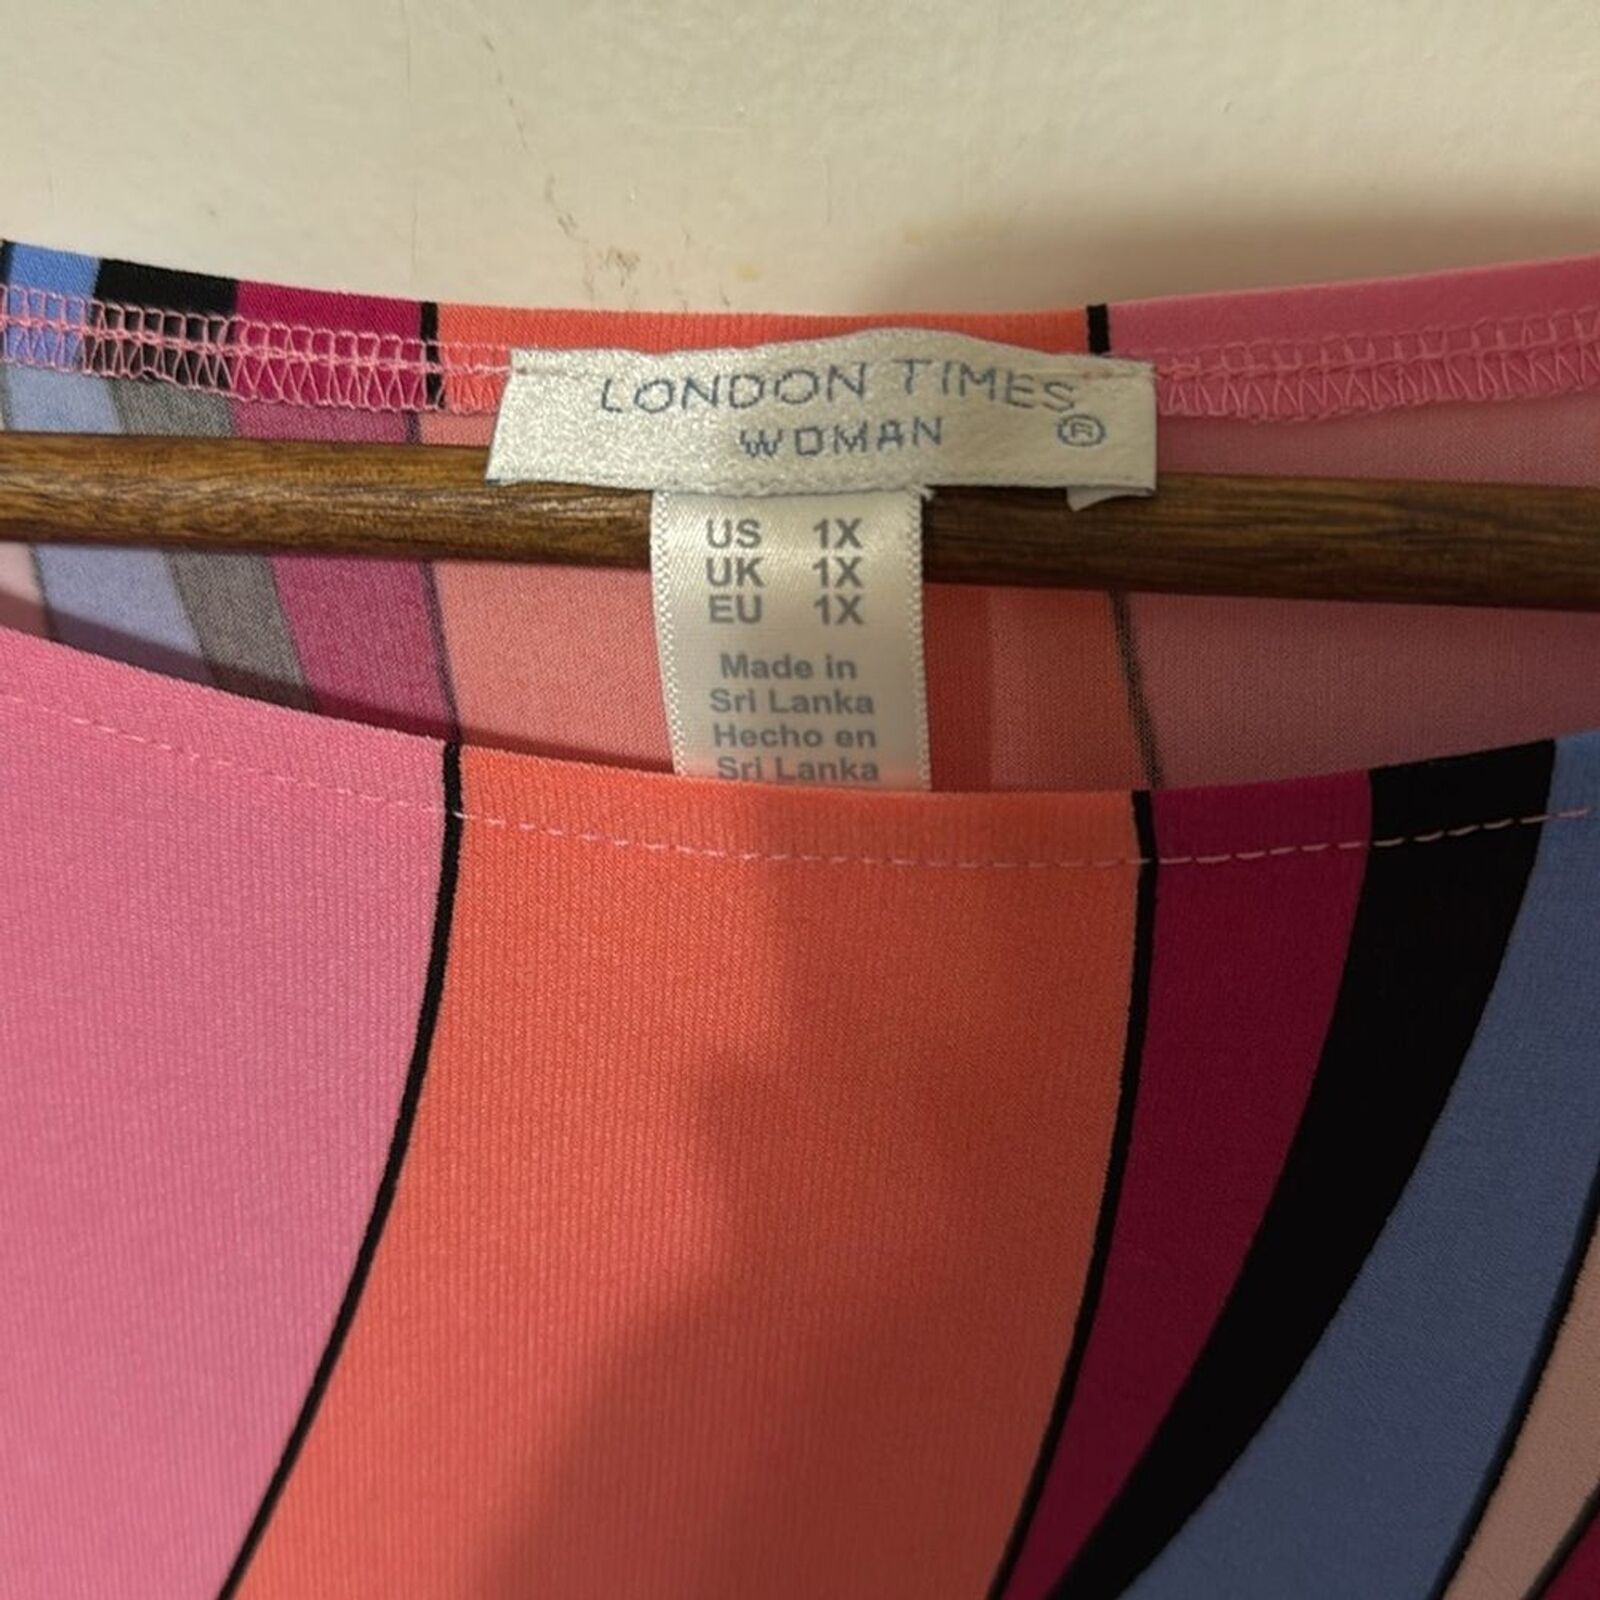 LONDON TIMES
WOMAN ®
US 1X
UK 1X
EU 1X
Made in
Sri Lanka
Hecho en
Sri Lanka